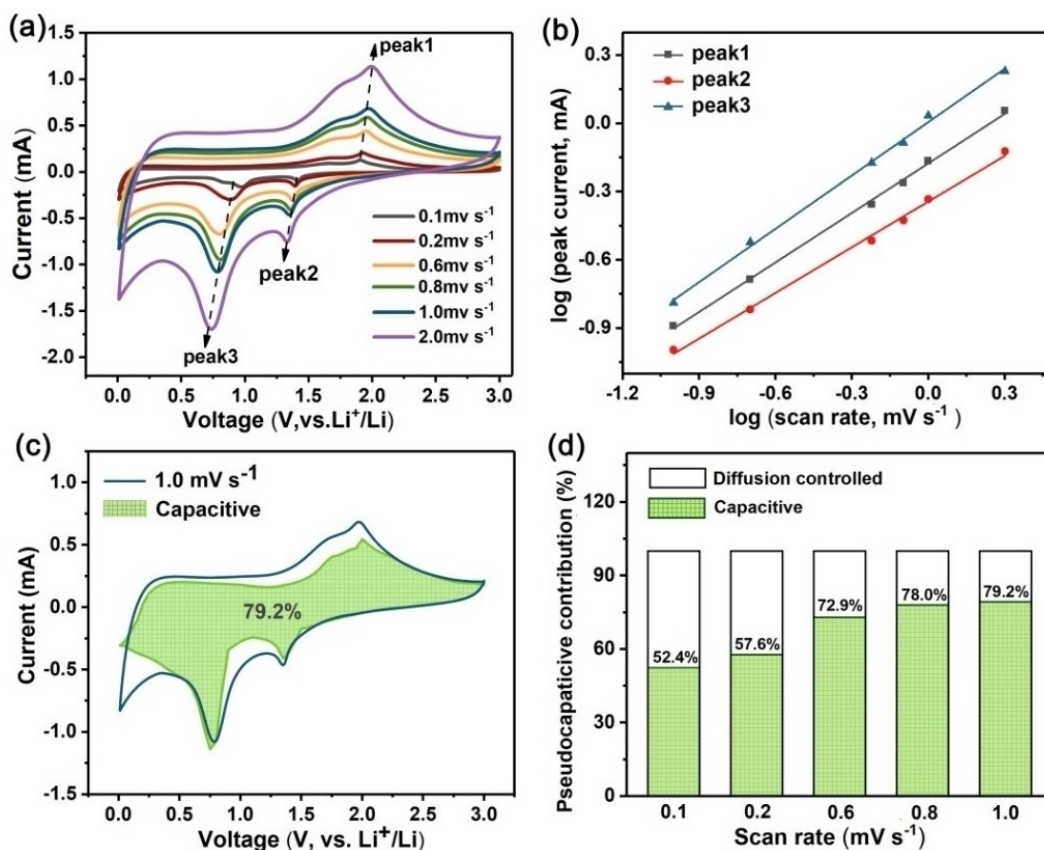 (a)
Current (mA)
1.5
1.0
0.5
0.0
-0.5
-1.0
-1.5
-2.0
peak1
peak2
peak3
0.1mv s⁻¹
0.2mv s⁻¹
0.6mv s⁻¹
0.8mv s⁻¹
1.0mv s⁻¹
2.0mv s⁻¹
0.0 0.5 1.0 1.5 2.0 2.5 3.0
Voltage (V,vs.Li⁺/Li)
(b)
log (peak current, mA)
0.3
0.0
-0.3
-0.6
-0.9
peak1
peak2
peak3
-1.2 -0.9 -0.6 -0.3 0.0 0.3
log (scan rate, mV s⁻¹)
(c)
Current (mA)
1.0
0.5
0.0
-0.5
-1.0
-1.5
1.0 mV s⁻¹
Capacitive
79.2%
0.0 0.5 1.0 1.5 2.0 2.5 3.0
Voltage (V, vs. Li⁺/Li)
(d)
Pseudocapaticive contribution (%)
120
90
60
30
0
Diffusion controlled
Capacitive
52.4% 57.6% 72.9% 78.0% 79.2%
0.1 0.2 0.6 0.8 1.0
Scan rate (mV s⁻¹)